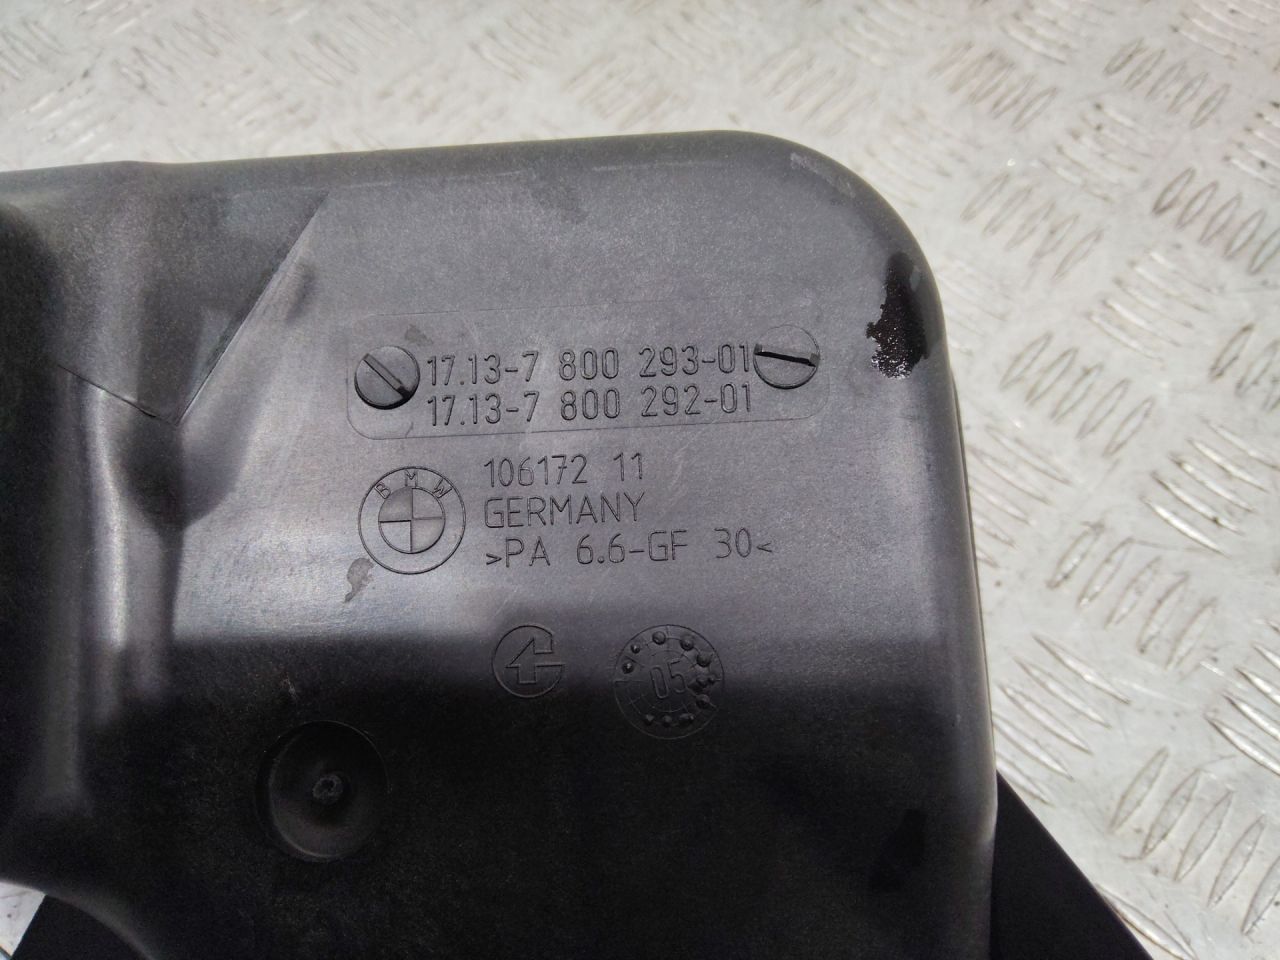 17.13-7 800 293-01
17.13-7 800 292-01
BMW
106172 11
GERMANY
>PA 6.6-GF 30<
05